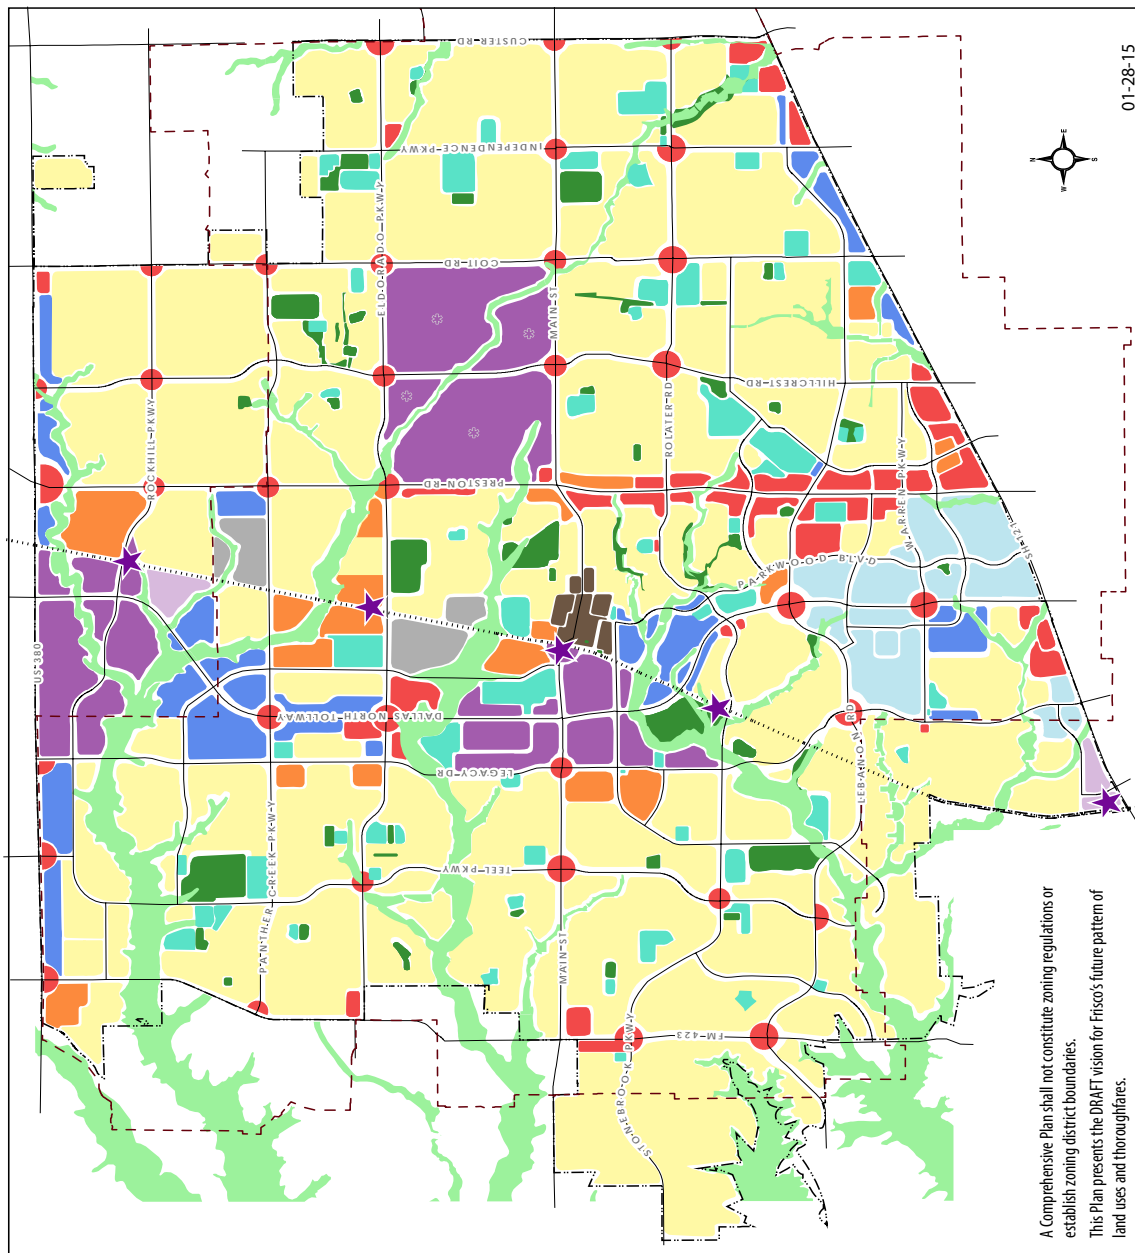 CUSTER RD
INDEPENDENCE PKWY
ELDORADO PKWY
COIT RD
MAIN ST
HILLCREST RD
ROLATER RD
ROCKHILL PKWY
PRESTON RD
WARREN PKWY
SH 121
PARKWOOD BLVD
US 380
DALLAS NORTH TOLLWAY
LEGACY DR
LEBANON RD
PANTHER CREEK PKWY
TEEL PKWY
MAIN ST
FM 423
STONEBROOK PKWY
N
E
S
W
01-28-15
A Comprehensive Plan shall not constitute zoning regulations or
establish zoning district boundaries.
This Plan presents the DRAFT vision for Frisco's future pattern of
land uses and thoroughfares.